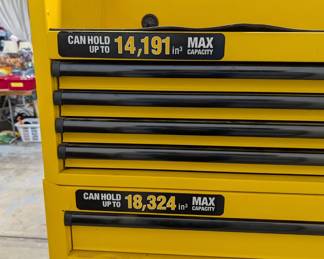 CAN HOLD
UP TO 14,191 in³ MAX
CAPACITY
CAN HOLD
UP TO 18,324 in³ MAX
CAPACITY